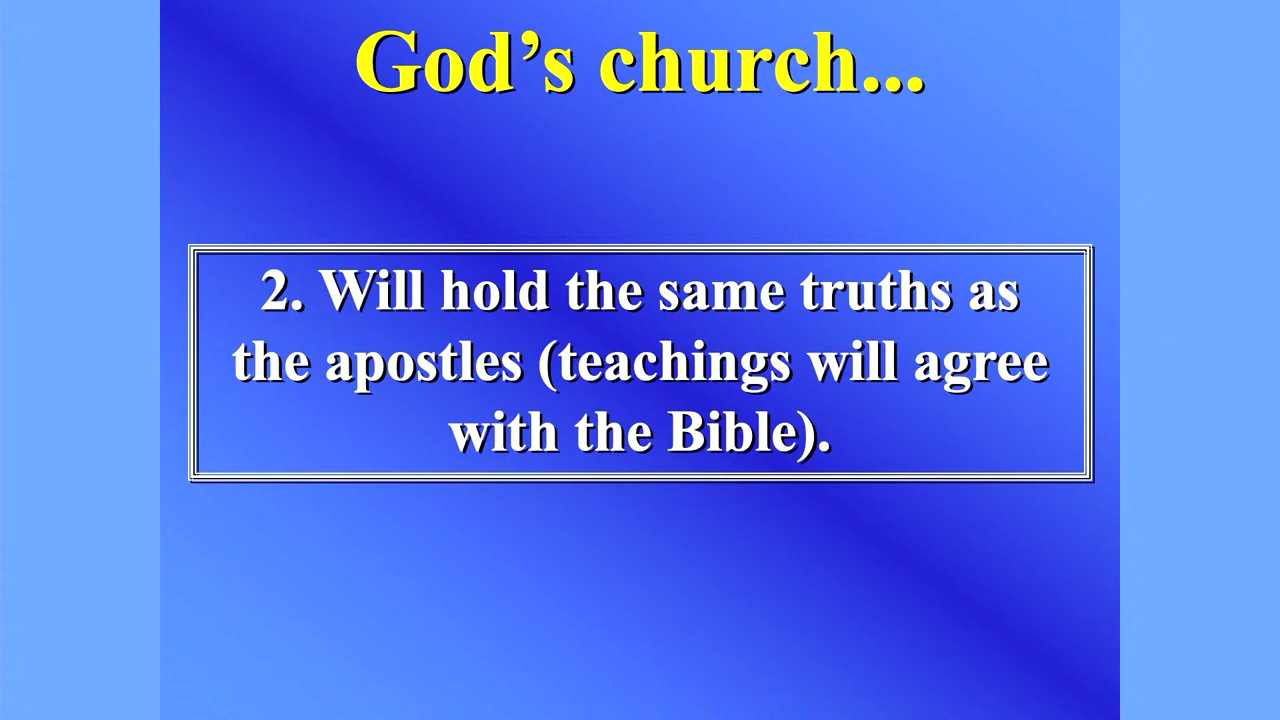 God’s church...
2. Will hold the same truths as
the apostles (teachings will agree
with the Bible).